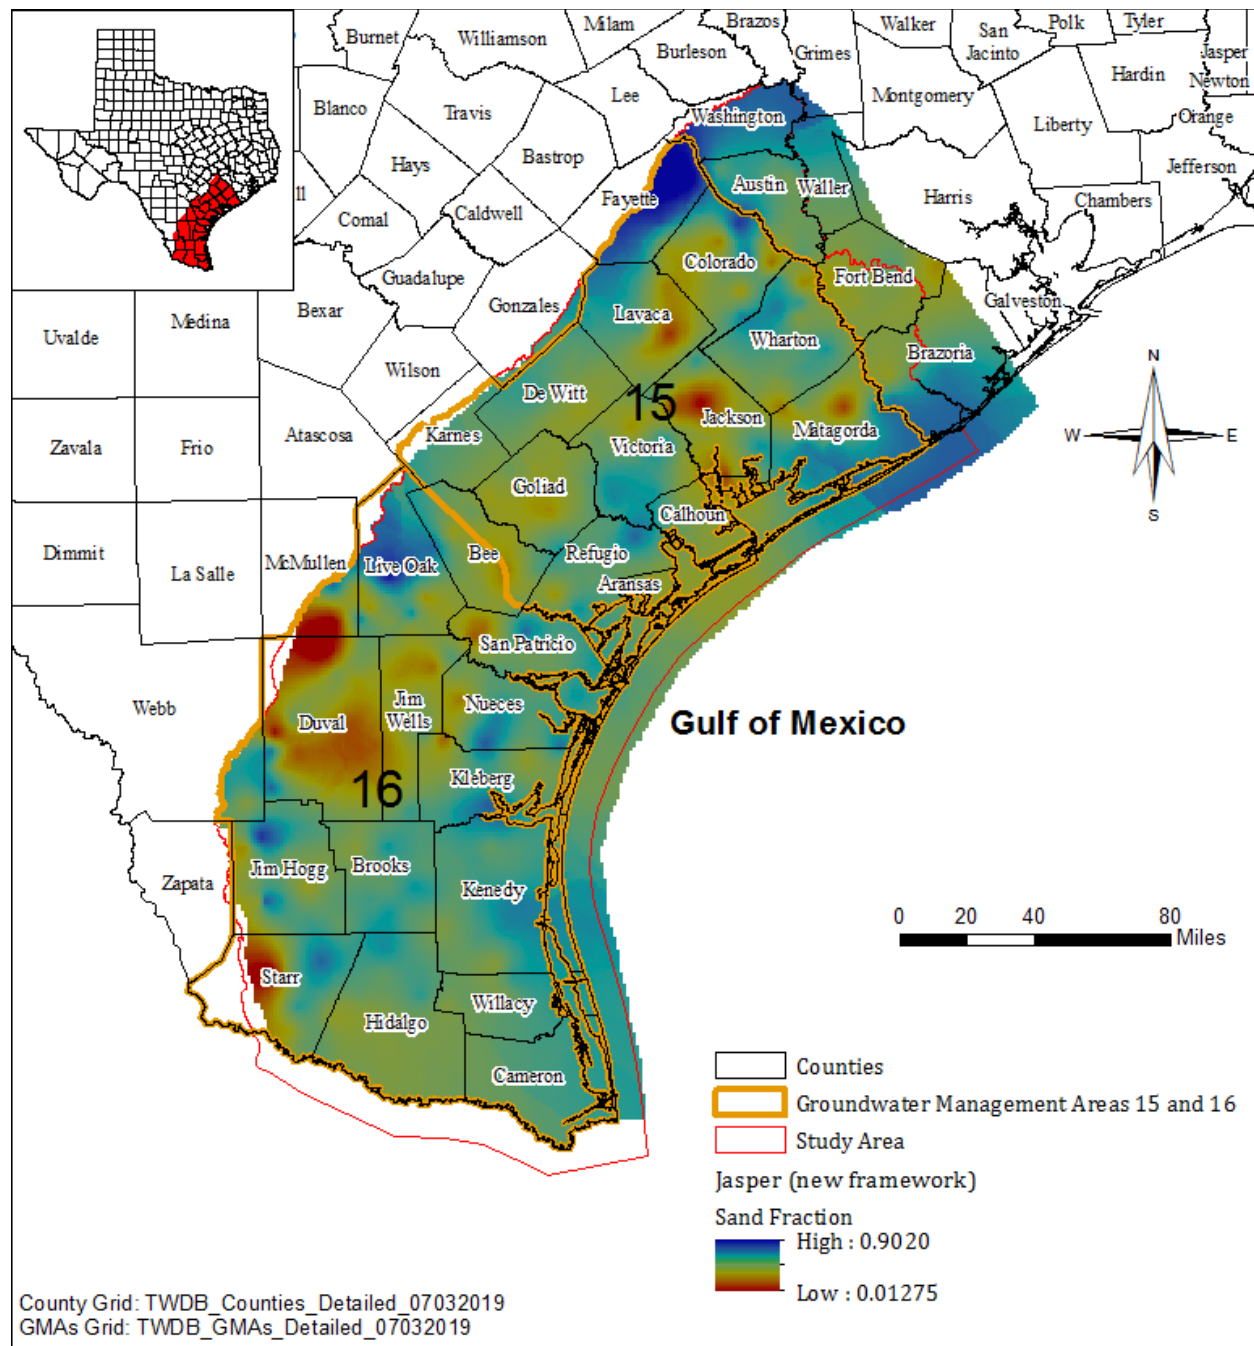 Milam
Brazos
Walker
Polk
Tyler
Burnet
Williamson
Burleson
Grimes
San
Jacinto
Jasper
Hardin
Newton
Blanco
Travis
Lee
Montgomery
Washington
Liberty
Orange
Hays
Bastrop
Jefferson
Fayette
Austin
Waller
Harris
Chambers
ll
Comal
Caldwell
Guadalupe
Colorado
Fort Bend
Galveston
Gonzales
Bexar
Medina
Uvalde
Lavaca
Wharton
Brazoria
Wilson
De Witt
15
Jackson
N
W
E
S
Zavala
Frio
Atascosa
Karnes
Victoria
Matagorda
Goliad
Calhoun
Dimmit
La Salle
McMullen
Live Oak
Bee
Refugio
Aransas
San Patricio
Webb
Duval
Jim
Wells
Nueces
Gulf of Mexico
16
Kleberg
Zapata
Jim Hogg
Brooks
Kenedy
0 20 40 80
Miles
Starr
Willacy
Hidalgo
Cameron
Counties
Groundwater Management Areas 15 and 16
Study Area
Jasper (new framework)
Sand Fraction
High : 0.9020
Low : 0.01275
County Grid: TWDB_Counties_Detailed_07032019
GMAs Grid: TWDB_GMAs_Detailed_07032019